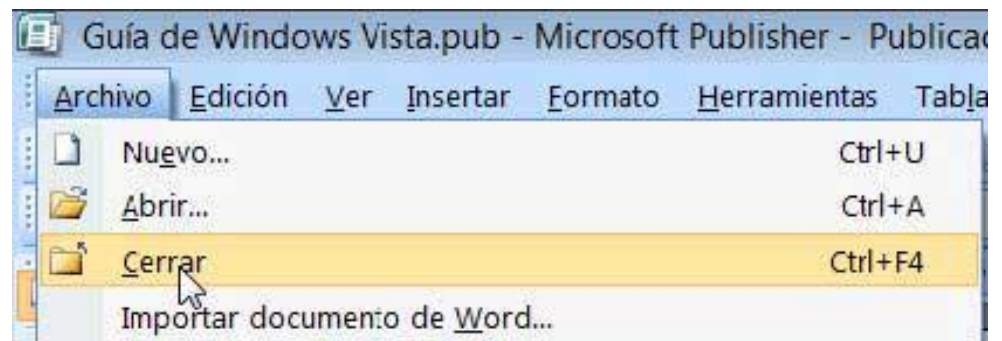 Guía de Windows Vista.pub - Microsoft Publisher - Publicac
Archivo Edición Ver Insertar Formato Herramientas Tabla
Nuevo... Ctrl+U
Abrir... Ctrl+A
Cerrar Ctrl+F4
Importar documento de Word...